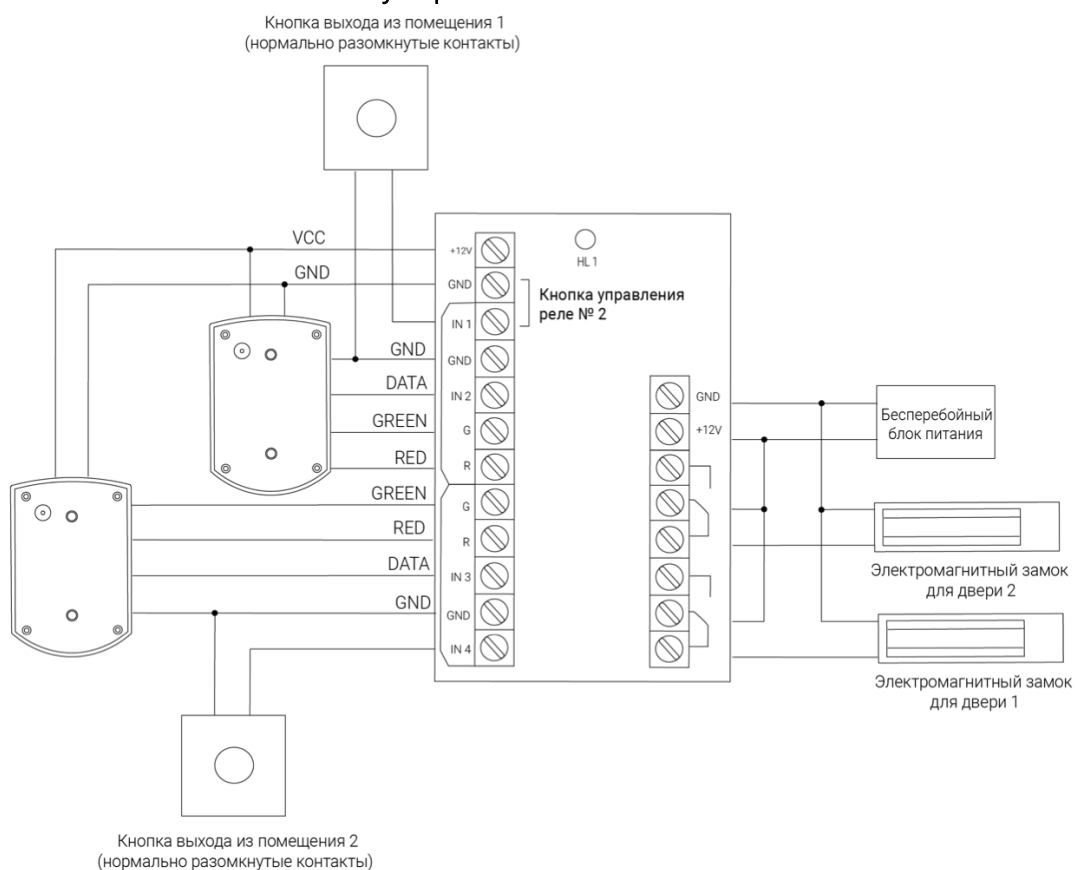 Кнопка выхода из помещения 1
(нормально разомкнутые контакты)
VCC
GND
GND
DATA
GREEN
RED
GREEN
RED
DATA
GND
+12V
GND
IN 1
GND
IN 2
G
R
G
R
IN 3
GND
IN 4
HL 1
Кнопка управления
реле № 2
GND
+12V
Бесперебойный
блок питания
Электромагнитный замок
для двери 2
Электромагнитный замок
для двери 1
Кнопка выхода из помещения 2
(нормально разомкнутые контакты)